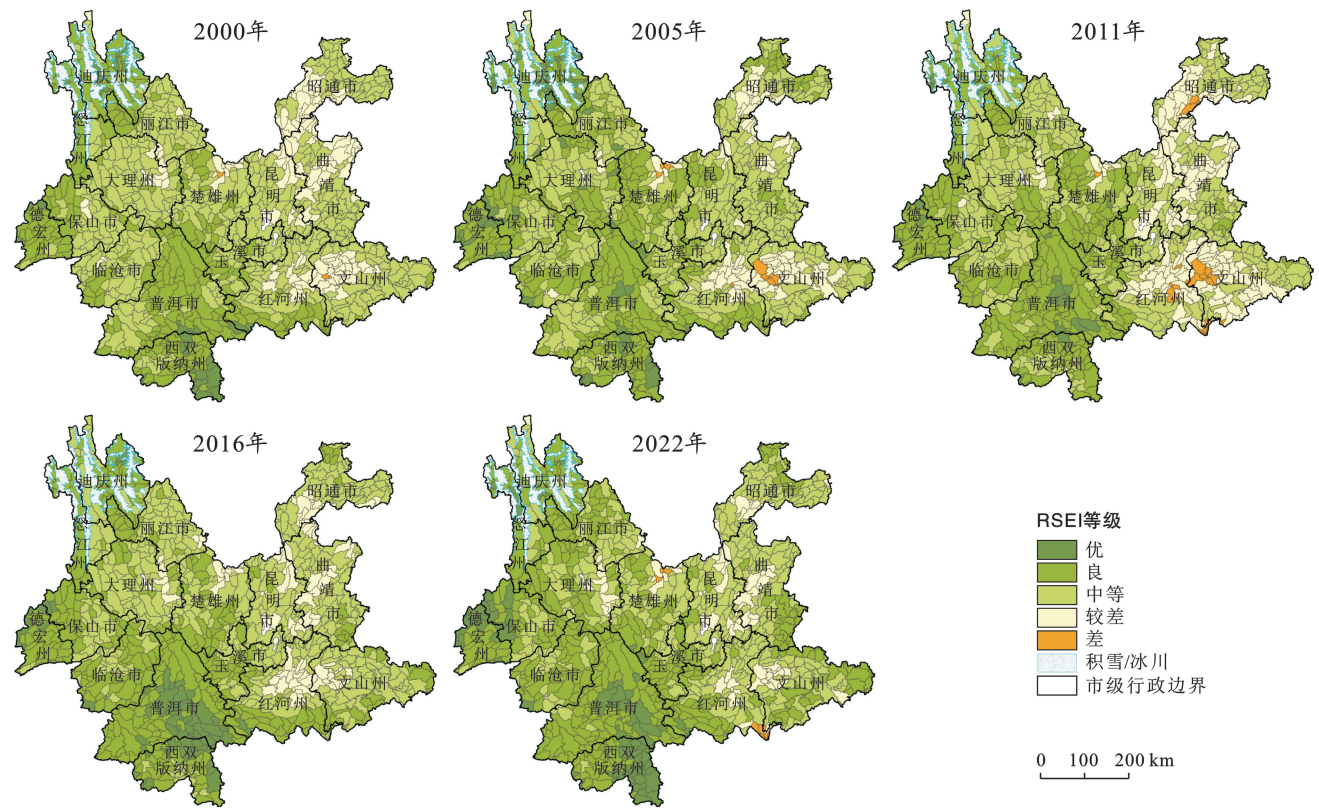 2000年
迪庆州
怒江州
丽江市
昭通市
大理州
楚雄州
昆明市
曲靖市
德宏州
保山市
临沧市
玉溪市
普洱市
红河州
文山州
西双
版纳州
2005年
迪庆州
怒江州
丽江市
昭通市
大理州
楚雄州
昆明市
曲靖市
德宏州
保山市
临沧市
玉溪市
普洱市
红河州
文山州
西双
版纳州
2011年
迪庆州
怒江州
丽江市
昭通市
大理州
楚雄州
昆明市
曲靖市
德宏州
保山市
临沧市
玉溪市
普洱市
红河州
文山州
西双
版纳州
2016年
迪庆州
怒江州
丽江市
昭通市
大理州
楚雄州
昆明市
曲靖市
德宏州
保山市
临沧市
玉溪市
普洱市
红河州
文山州
西双
版纳州
2022年
迪庆州
怒江州
丽江市
昭通市
大理州
楚雄州
昆明市
曲靖市
德宏州
保山市
临沧市
玉溪市
普洱市
红河州
文山州
西双
版纳州
RSEI等级
优
良
中等
较差
差
积雪/冰川
市级行政边界
0 100 200 km